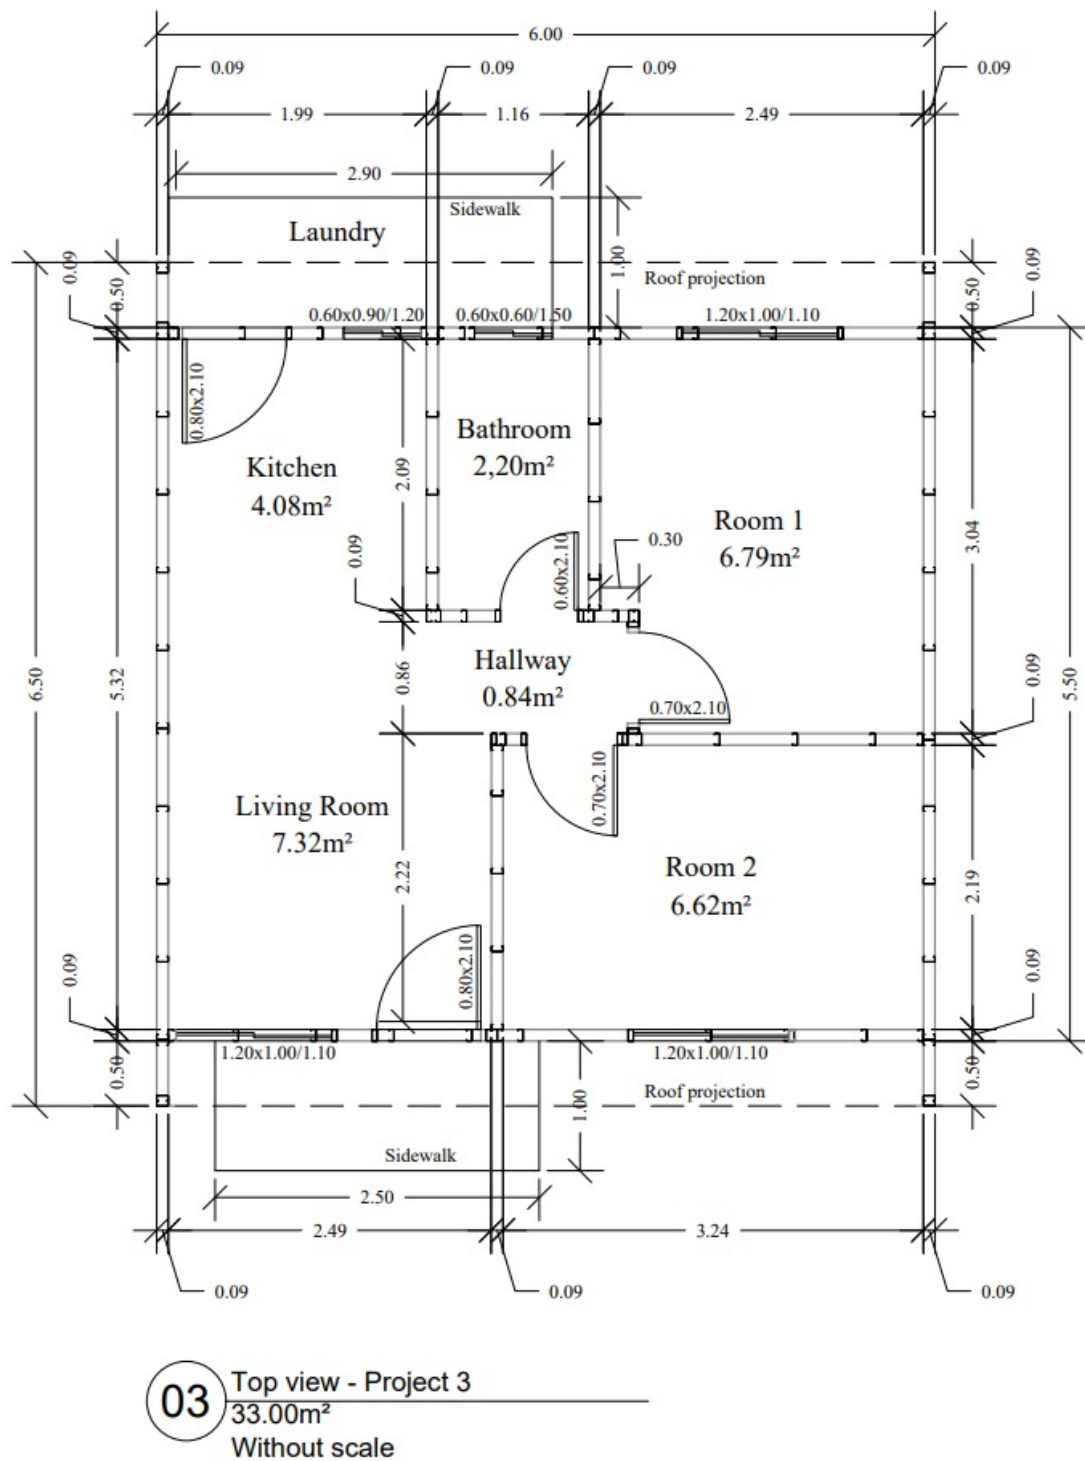 6.00
0.09
0.09
0.09
0.09
1.99
1.16
2.49
2.90
Sidewalk
Laundry
1.00
0.09
0.50
Roof projection
0.50
0.09
0.60x0.90/1.20
0.60x0.60/1.50
1.20x1.00/1.10
0.80x2.10
Kitchen
4.08m²
2.09
Bathroom
2,20m²
Room 1
6.79m²
3.04
0.09
0.60x2.10
0.30
Hallway
0.84m²
0.86
0.70x2.10
6.50
5.32
0.09
5.50
Living Room
7.32m²
0.70x2.10
2.22
Room 2
6.62m²
2.19
0.80x2.10
0.09
0.09
1.20x1.00/1.10
1.20x1.00/1.10
0.50
1.00
Roof projection
0.50
Sidewalk
2.50
2.49
3.24
0.09
0.09
0.09
03
Top view - Project 3
33.00m²
Without scale